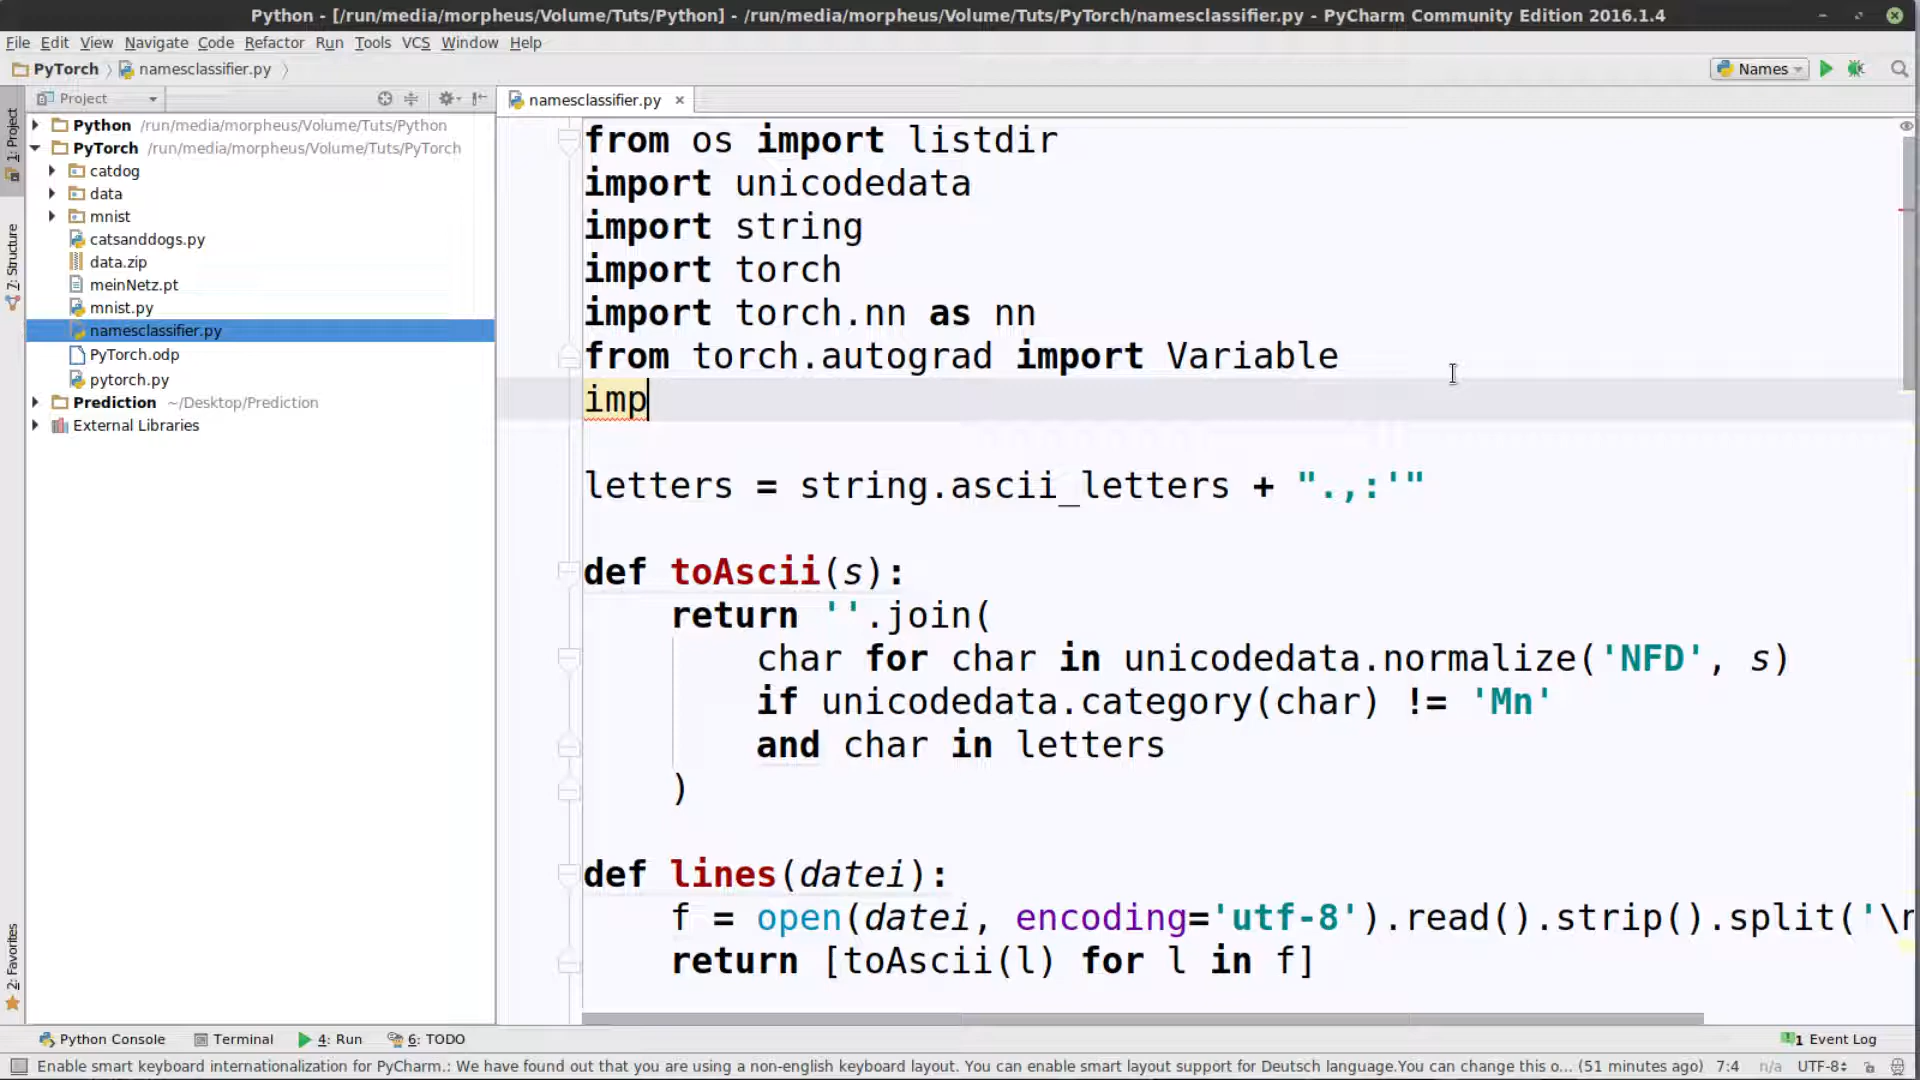 Python - [/run/media/morpheus/Volume/Tuts/Python] - /run/media/morpheus/Volume/Tuts/PyTorch/namesclassifier.py - PyCharm Community Edition 2016.1.4
File Edit View Navigate Code Refactor Run Tools VCS Window Help
PyTorch namesclassifier.py Names
Project namesclassifier.py
1: Project
7: Structure
2: Favorites
Python /run/media/morpheus/Volume/Tuts/Python
PyTorch /run/media/morpheus/Volume/Tuts/PyTorch
catdog
data
mnist
catsanddogs.py
data.zip
meinNetz.pt
mnist.py
namesclassifier.py
PyTorch.odp
pytorch.py
Prediction ~/Desktop/Prediction
External Libraries
from os import listdir
import unicodedata
import string
import torch
import torch.nn as nn
from torch.autograd import Variable
imp
letters = string.ascii_letters + ".,:'"
def toAscii(s):
return ''.join(
char for char in unicodedata.normalize('NFD', s)
if unicodedata.category(char) != 'Mn'
and char in letters
)
def lines(datei):
f = open(datei, encoding='utf-8').read().strip().split('\n
return [toAscii(l) for l in f]
Python Console Terminal 4: Run 6: TODO 1 Event Log
Enable smart keyboard internationalization for PyCharm.: We have found out that you are using a non-english keyboard layout. You can enable smart layout support for Deutsch language.You can change this o... (51 minutes ago) 7:4 n/a UTF-8